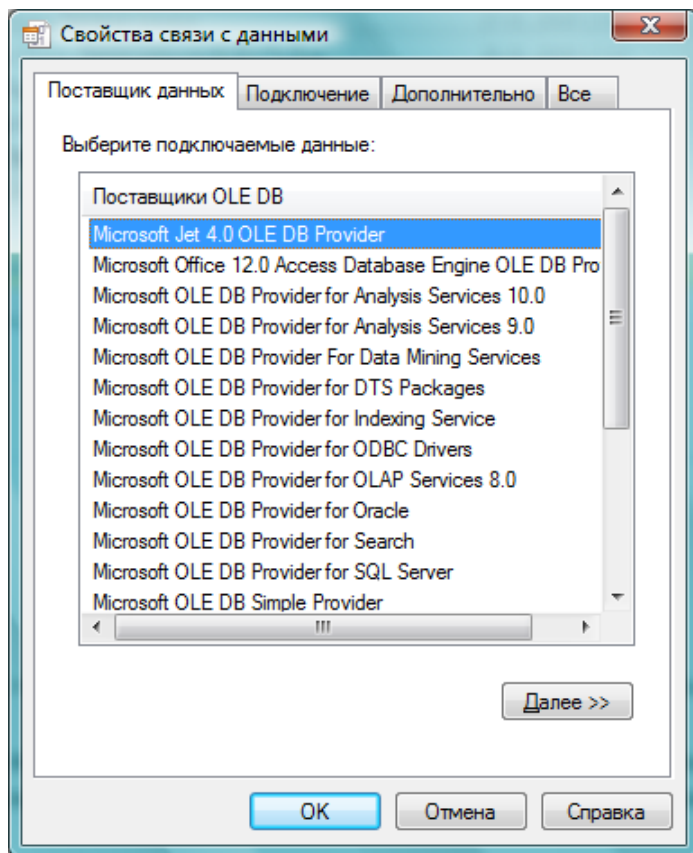 Свойства связи с данными
Поставщик данных Подключение Дополнительно Все
Выберите подключаемые данные:
Поставщики OLE DB
Microsoft Jet 4.0 OLE DB Provider
Microsoft Office 12.0 Access Database Engine OLE DB Pro
Microsoft OLE DB Provider for Analysis Services 10.0
Microsoft OLE DB Provider for Analysis Services 9.0
Microsoft OLE DB Provider For Data Mining Services
Microsoft OLE DB Provider for DTS Packages
Microsoft OLE DB Provider for Indexing Service
Microsoft OLE DB Provider for ODBC Drivers
Microsoft OLE DB Provider for OLAP Services 8.0
Microsoft OLE DB Provider for Oracle
Microsoft OLE DB Provider for Search
Microsoft OLE DB Provider for SQL Server
Microsoft OLE DB Simple Provider
Далее >>
OK Отмена Справка